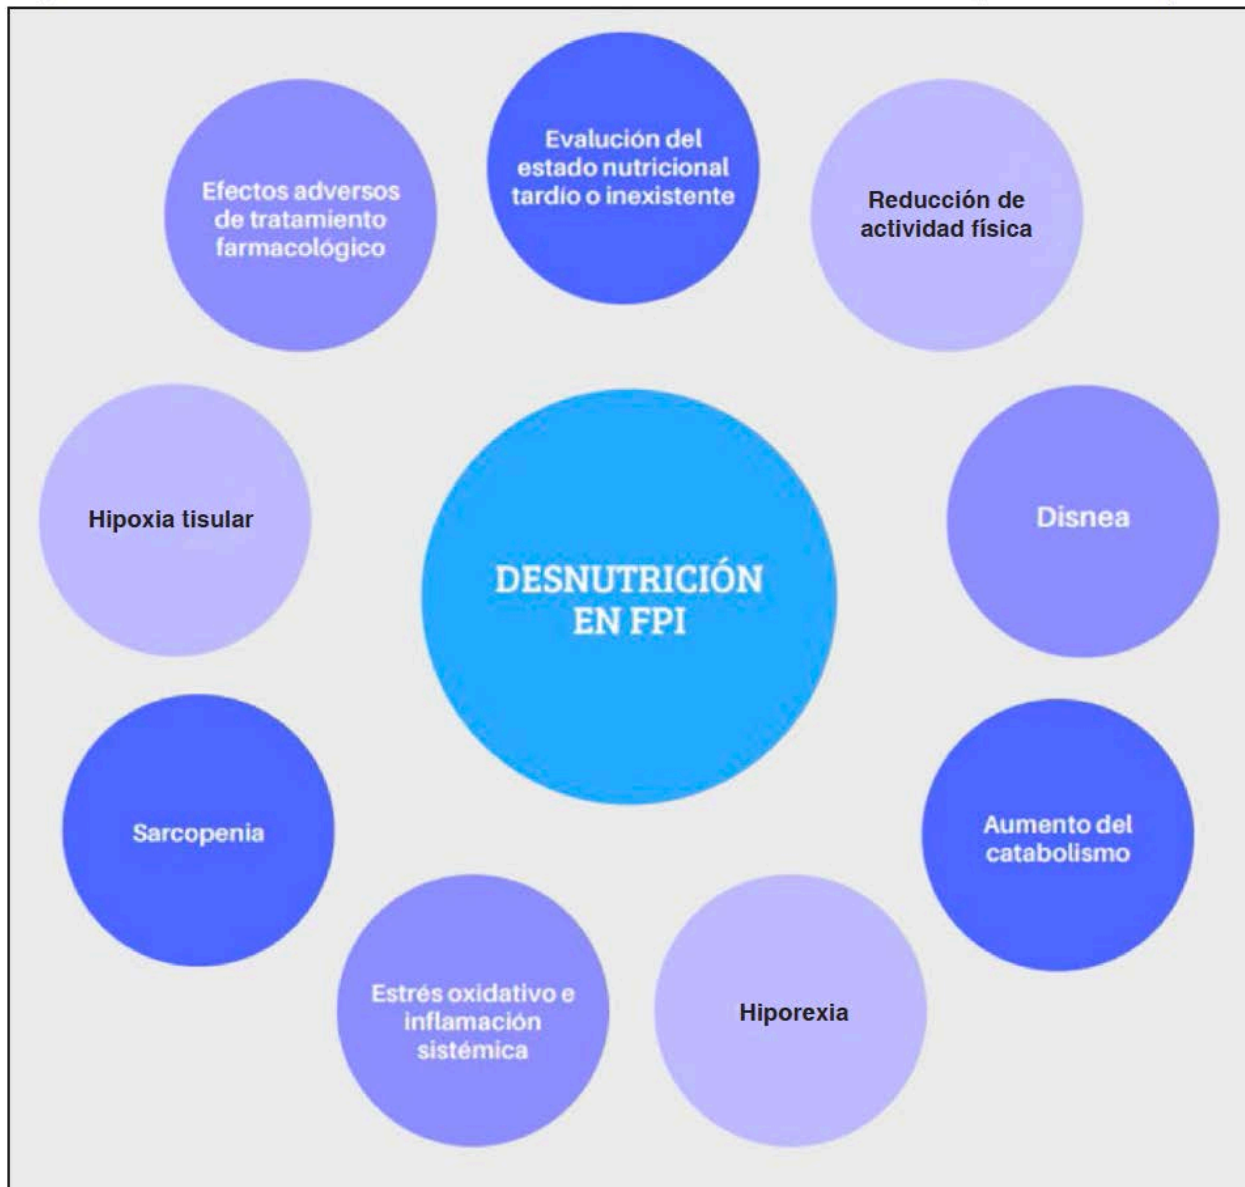 Evalución del
estado nutricional
tardío o inexistente
Reducción de
actividad física
Disnea
Aumento del
catabolismo
Hiporexia
Estrés oxidativo e
inflamación
sistémica
Sarcopenia
Hipoxia tisular
Efectos adversos
de tratamiento
farmacológico
DESNUTRICIÓN
EN FPI